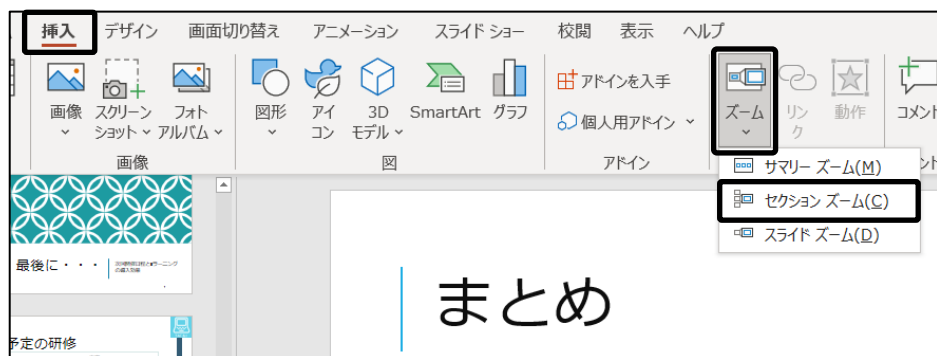 挿入 デザイン 画面切り替え アニメーション スライド ショー 校閲 表示 ヘルプ
画像 スクリーン ショット フォト アルバム 図形 アイ コン 3D モデル SmartArt グラフ
アドインを入手
個人用アドイン
ズーム リン ク 動作 コメント
画像 図 アドイン
サマリー ズーム(M)
セクション ズーム(C)
スライド ズーム(D)
最後に・・・
まとめ
予定の研修